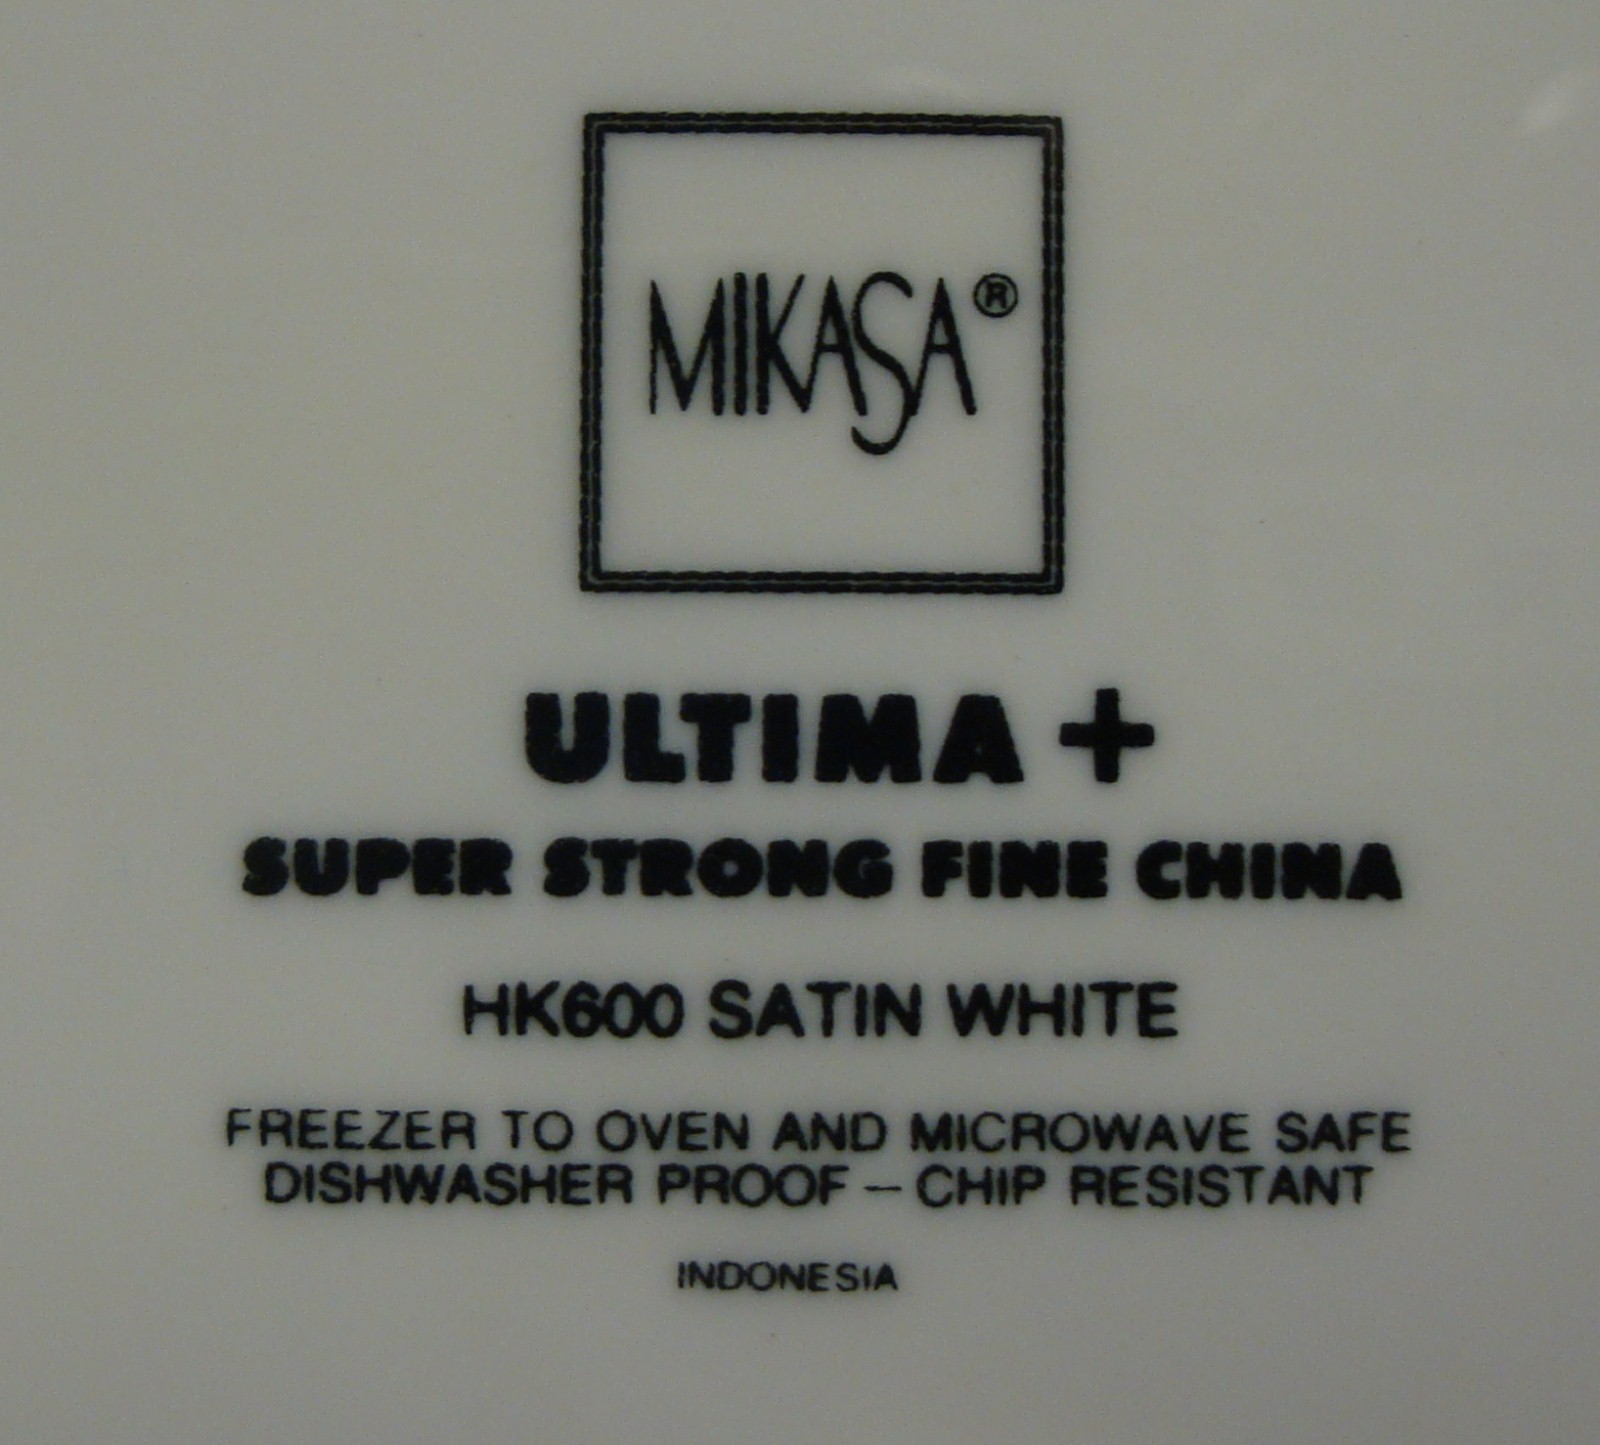 MIKASA®
ULTIMA +
SUPER STRONG FINE CHINA
HK600 SATIN WHITE
FREEZER TO OVEN AND MICROWAVE SAFE
DISHWASHER PROOF – CHIP RESISTANT
INDONESIA